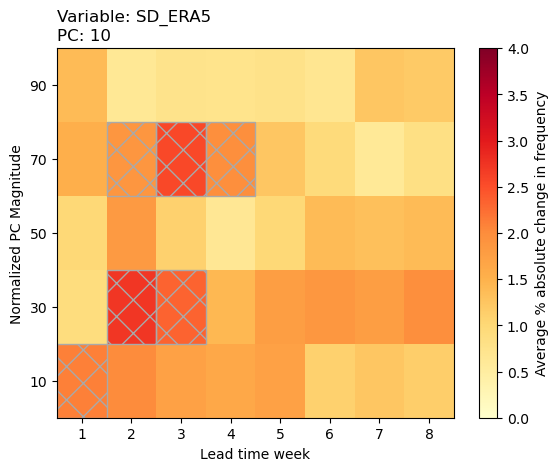 Variable: SD_ERA5
PC: 10
90
70
50
30
10
Normalized PC Magnitude
1 2 3 4 5 6 7 8
Lead time week
4.0
3.5
3.0
2.5
2.0
1.5
1.0
0.5
0.0
Average % absolute change in frequency